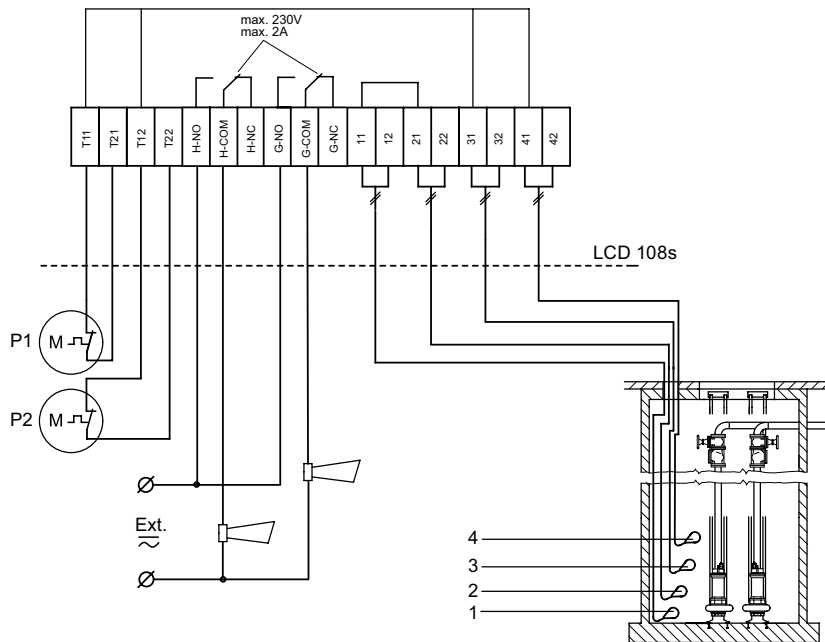 max. 230V
max. 2A
T11 T21 T12 T22 H-NO H-COM H-NC G-NO G-COM G-NC 11 12 21 22 31 32 41 42
LCD 108s
P1 M
P2 M
Ext.
4
3
2
1